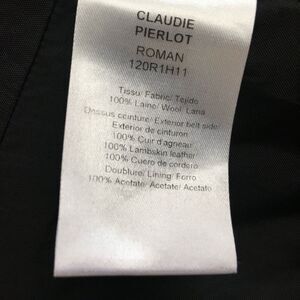 CLAUDIE
PIERLOT
ROMAN
120R1H11
Tissu/ Fabric/ Tejido
100% Laine/ Wool/ Lana
Dessus ceinture/ Exterior belt side/
Exterior de cinturon
100% Cuir d'agneau
100% Lambskin leather
100% Cuero de cordero
Doublure/ Lining/ Forro
100% Acetate/ Acetate/ Acetato